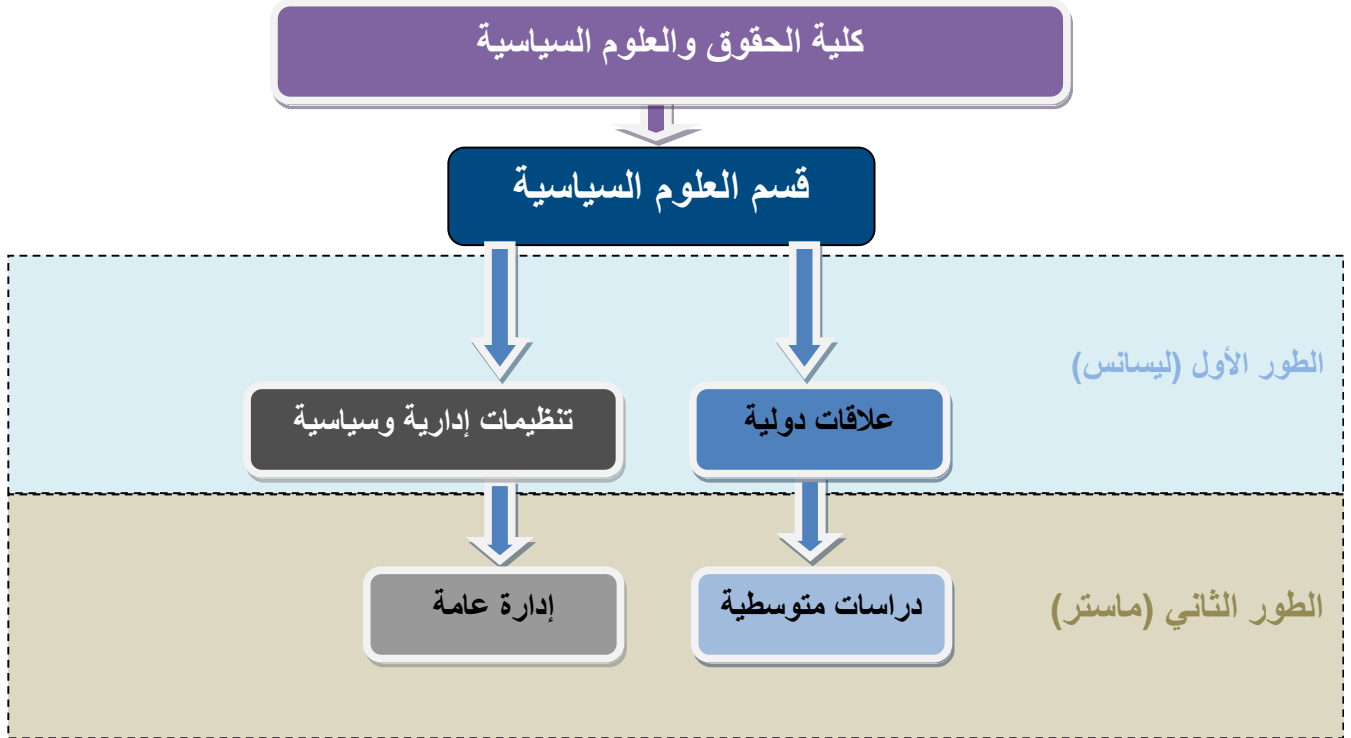 كلية الحقوق والعلوم السياسية
قسم العلوم السياسية
الطور الأول (ليسانس)
علاقات دولية
تنظيمات إدارية وسياسية
الطور الثاني (ماستر)
دراسات متوسطية
إدارة عامة